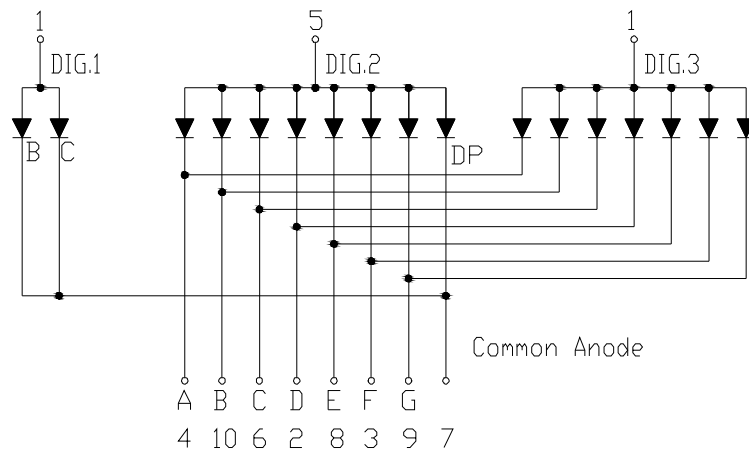 1 5 1
DIG.1 DIG.2 DIG.3
B C DP
Common Anode
A B C D E F G
4 10 6 2 8 3 9 7